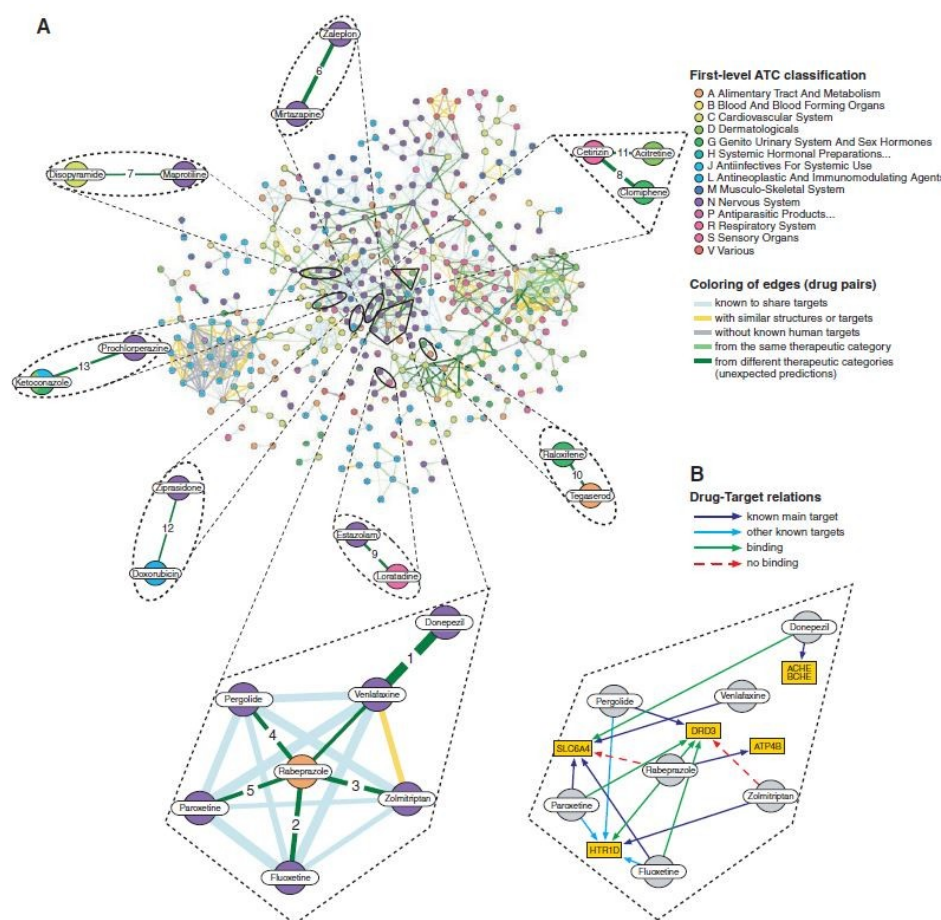 A
Zaleplon
6
Mirtazapine
Disopyramide
7
Maprotiline
Cetirizin
11
Acitretine
8
Clomiphene
First-level ATC classification
A Alimentary Tract And Metabolism
B Blood And Blood Forming Organs
C Cardiovascular System
D Dermatologicals
G Genito Urinary System And Sex Hormones
H Systemic Hormonal Preparations...
J Antiinfectives For Systemic Use
L Antineoplastic And Immunomodating Agents
M Musculo-Skeletal System
N Nervous System
P Antiparasitic Products...
R Respiratory System
S Sensory Organs
V Various
Coloring of edges (drug pairs)
known to share targets
with similar structures or targets
without known human targets
from the same therapeutic category
from different therapeutic categories
(unexpected predictions)
Prochlorperazine
13
Ketoconazole
Ziprasidone
12
Doxorubicin
Estazolam
9
Loratadine
Raloxifene
10
Tegaserod
Donepezil
1
Venlafaxine
Pergolide
4
Rabeprazole
5
3
Paroxetine
Zolmitriptan
2
Fluoxetine
B
Drug-Target relations
known main target
other known targets
binding
no binding
Donepezil
ACHE
BCHE
Pergolide
Venlafaxine
DRD3
SLC6A4
ATP4B
Rabeprazole
Paroxetine
Zolmitriptan
HTR1D
Fluoxetine